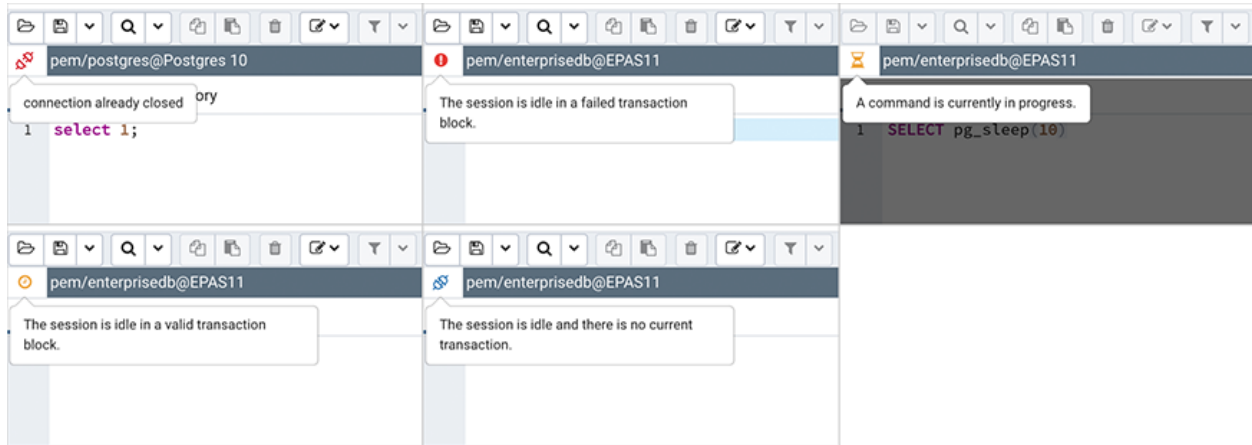 pem/postgres@Postgres 10
connection already closed
ory
1 select 1;
pem/enterprisedb@EPAS11
The session is idle in a failed transaction
block.
pem/enterprisedb@EPAS11
A command is currently in progress.
1 SELECT pg_sleep(10)
pem/enterprisedb@EPAS11
The session is idle in a valid transaction
block.
pem/enterprisedb@EPAS11
The session is idle and there is no current
transaction.